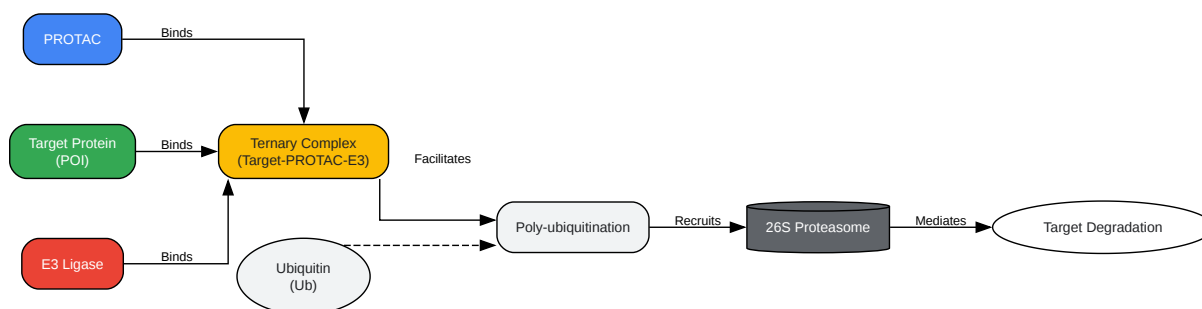 PROTAC
Binds
Target Protein
(POI)
Binds
Ternary Complex
(Target-PROTAC-E3)
Facilitates
E3 Ligase
Binds
Ubiquitin
(Ub)
Poly-ubiquitination
Recruits
26S Proteasome
Mediates
Target Degradation